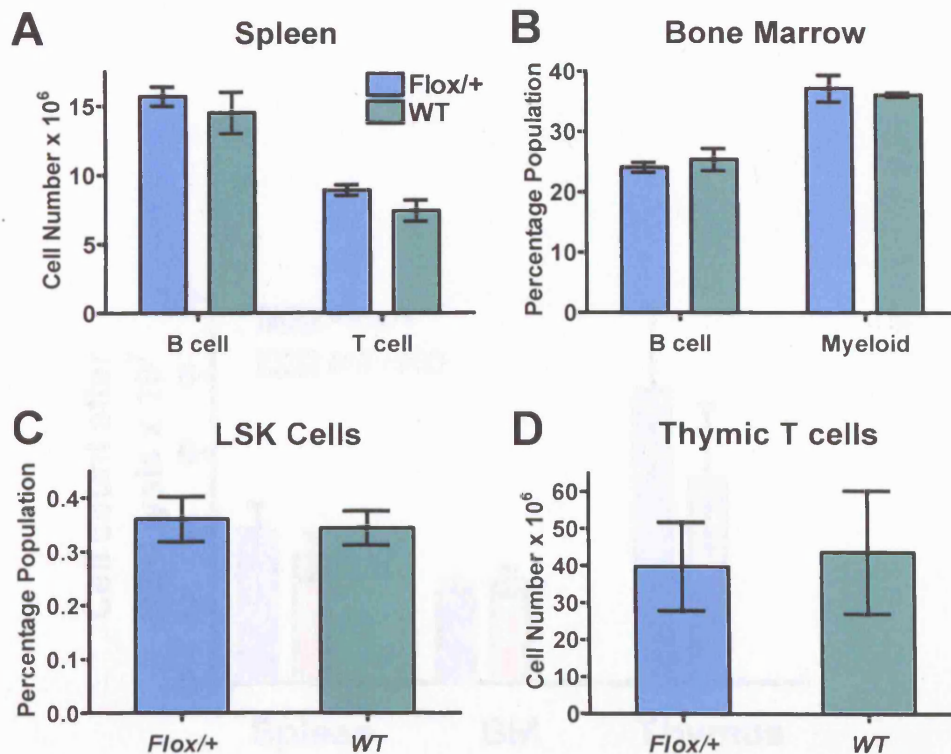 A
Spleen
Cell Number x 10⁶
15
10
5
0
B cell
T cell
Flox/+
WT
B
Bone Marrow
Percentage Population
40
30
20
10
0
B cell
Myeloid
C
LSK Cells
Percentage Population
0.4
0.3
0.2
0.1
0.0
Flox/+
WT
D
Thymic T cells
Cell Number x 10⁶
60
50
40
30
20
10
0
Flox/+
WT